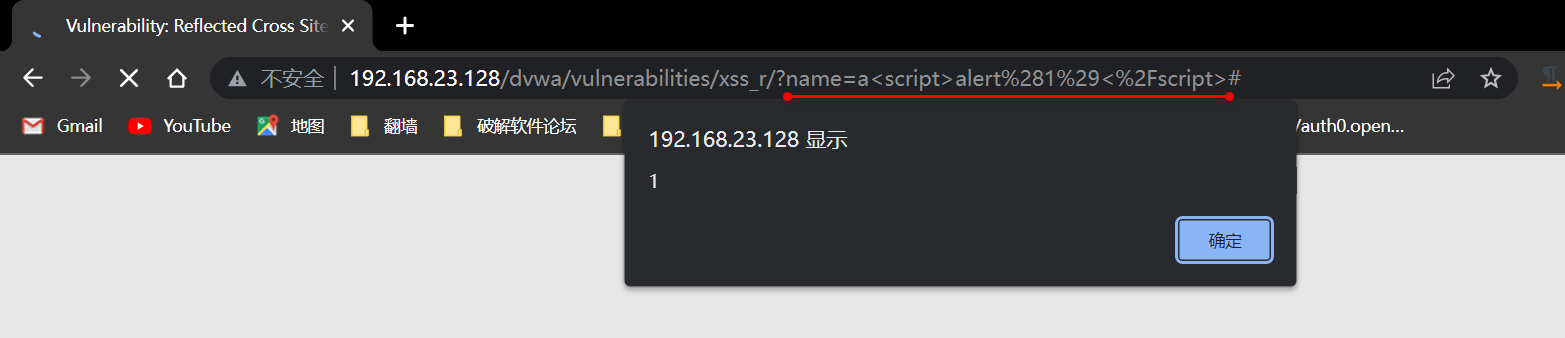 Vulnerability: Reflected Cross Site
不安全 192.168.23.128/dvwa/vulnerabilities/xss_r/?name=a<script>alert%281%29<%2Fscript>#
Gmail YouTube 地图 翻墙 破解软件论坛 /auth0.open...
192.168.23.128 显示
1
确定